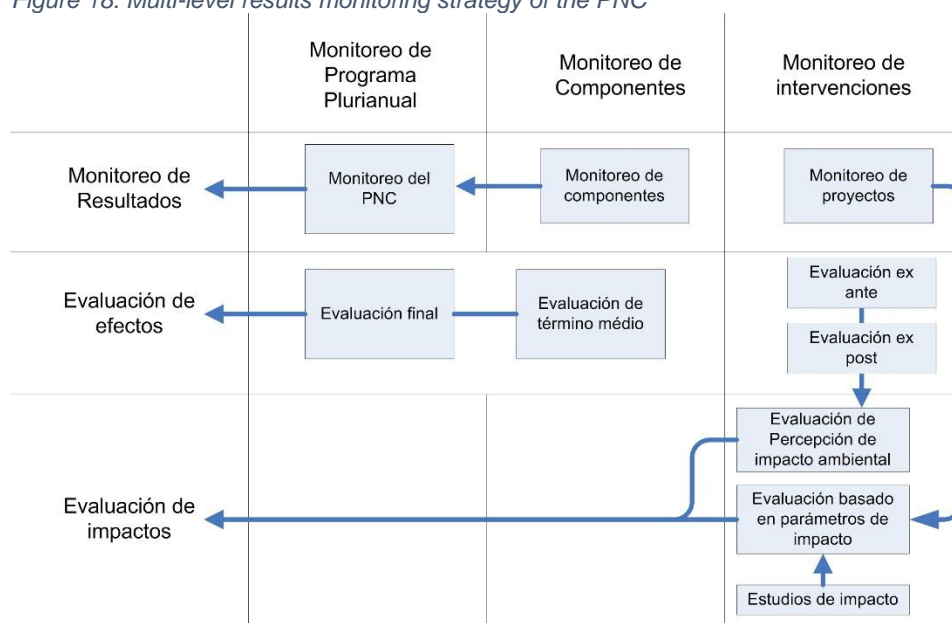 Figure 18. Multi-level results monitoring strategy of the PNC
Monitoreo de
Programa
Plurianual
Monitoreo de
Componentes
Monitoreo de
intervenciones
Monitoreo de
Resultados
Monitoreo del
PNC
Monitoreo de
componentes
Monitoreo de
proyectos
Evaluación de
efectos
Evaluación final
Evaluación de
término médio
Evaluación ex
ante
Evaluación ex
post
Evaluación de
Percepción de
impacto ambiental
Evaluación de
impactos
Evaluación basado
en parámetros de
impacto
Estudios de impacto